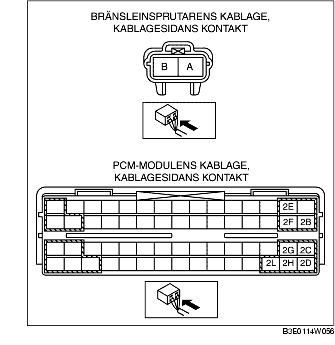 BRÄNSLEINSPRUTARENS KABLAGE,
KABLAGESIDANS KONTAKT
B A
PCM-MODULENS KABLAGE,
KABLAGESIDANS KONTAKT
2E
2F 2B
2G 2C
2L 2H 2D
B3E0114W056